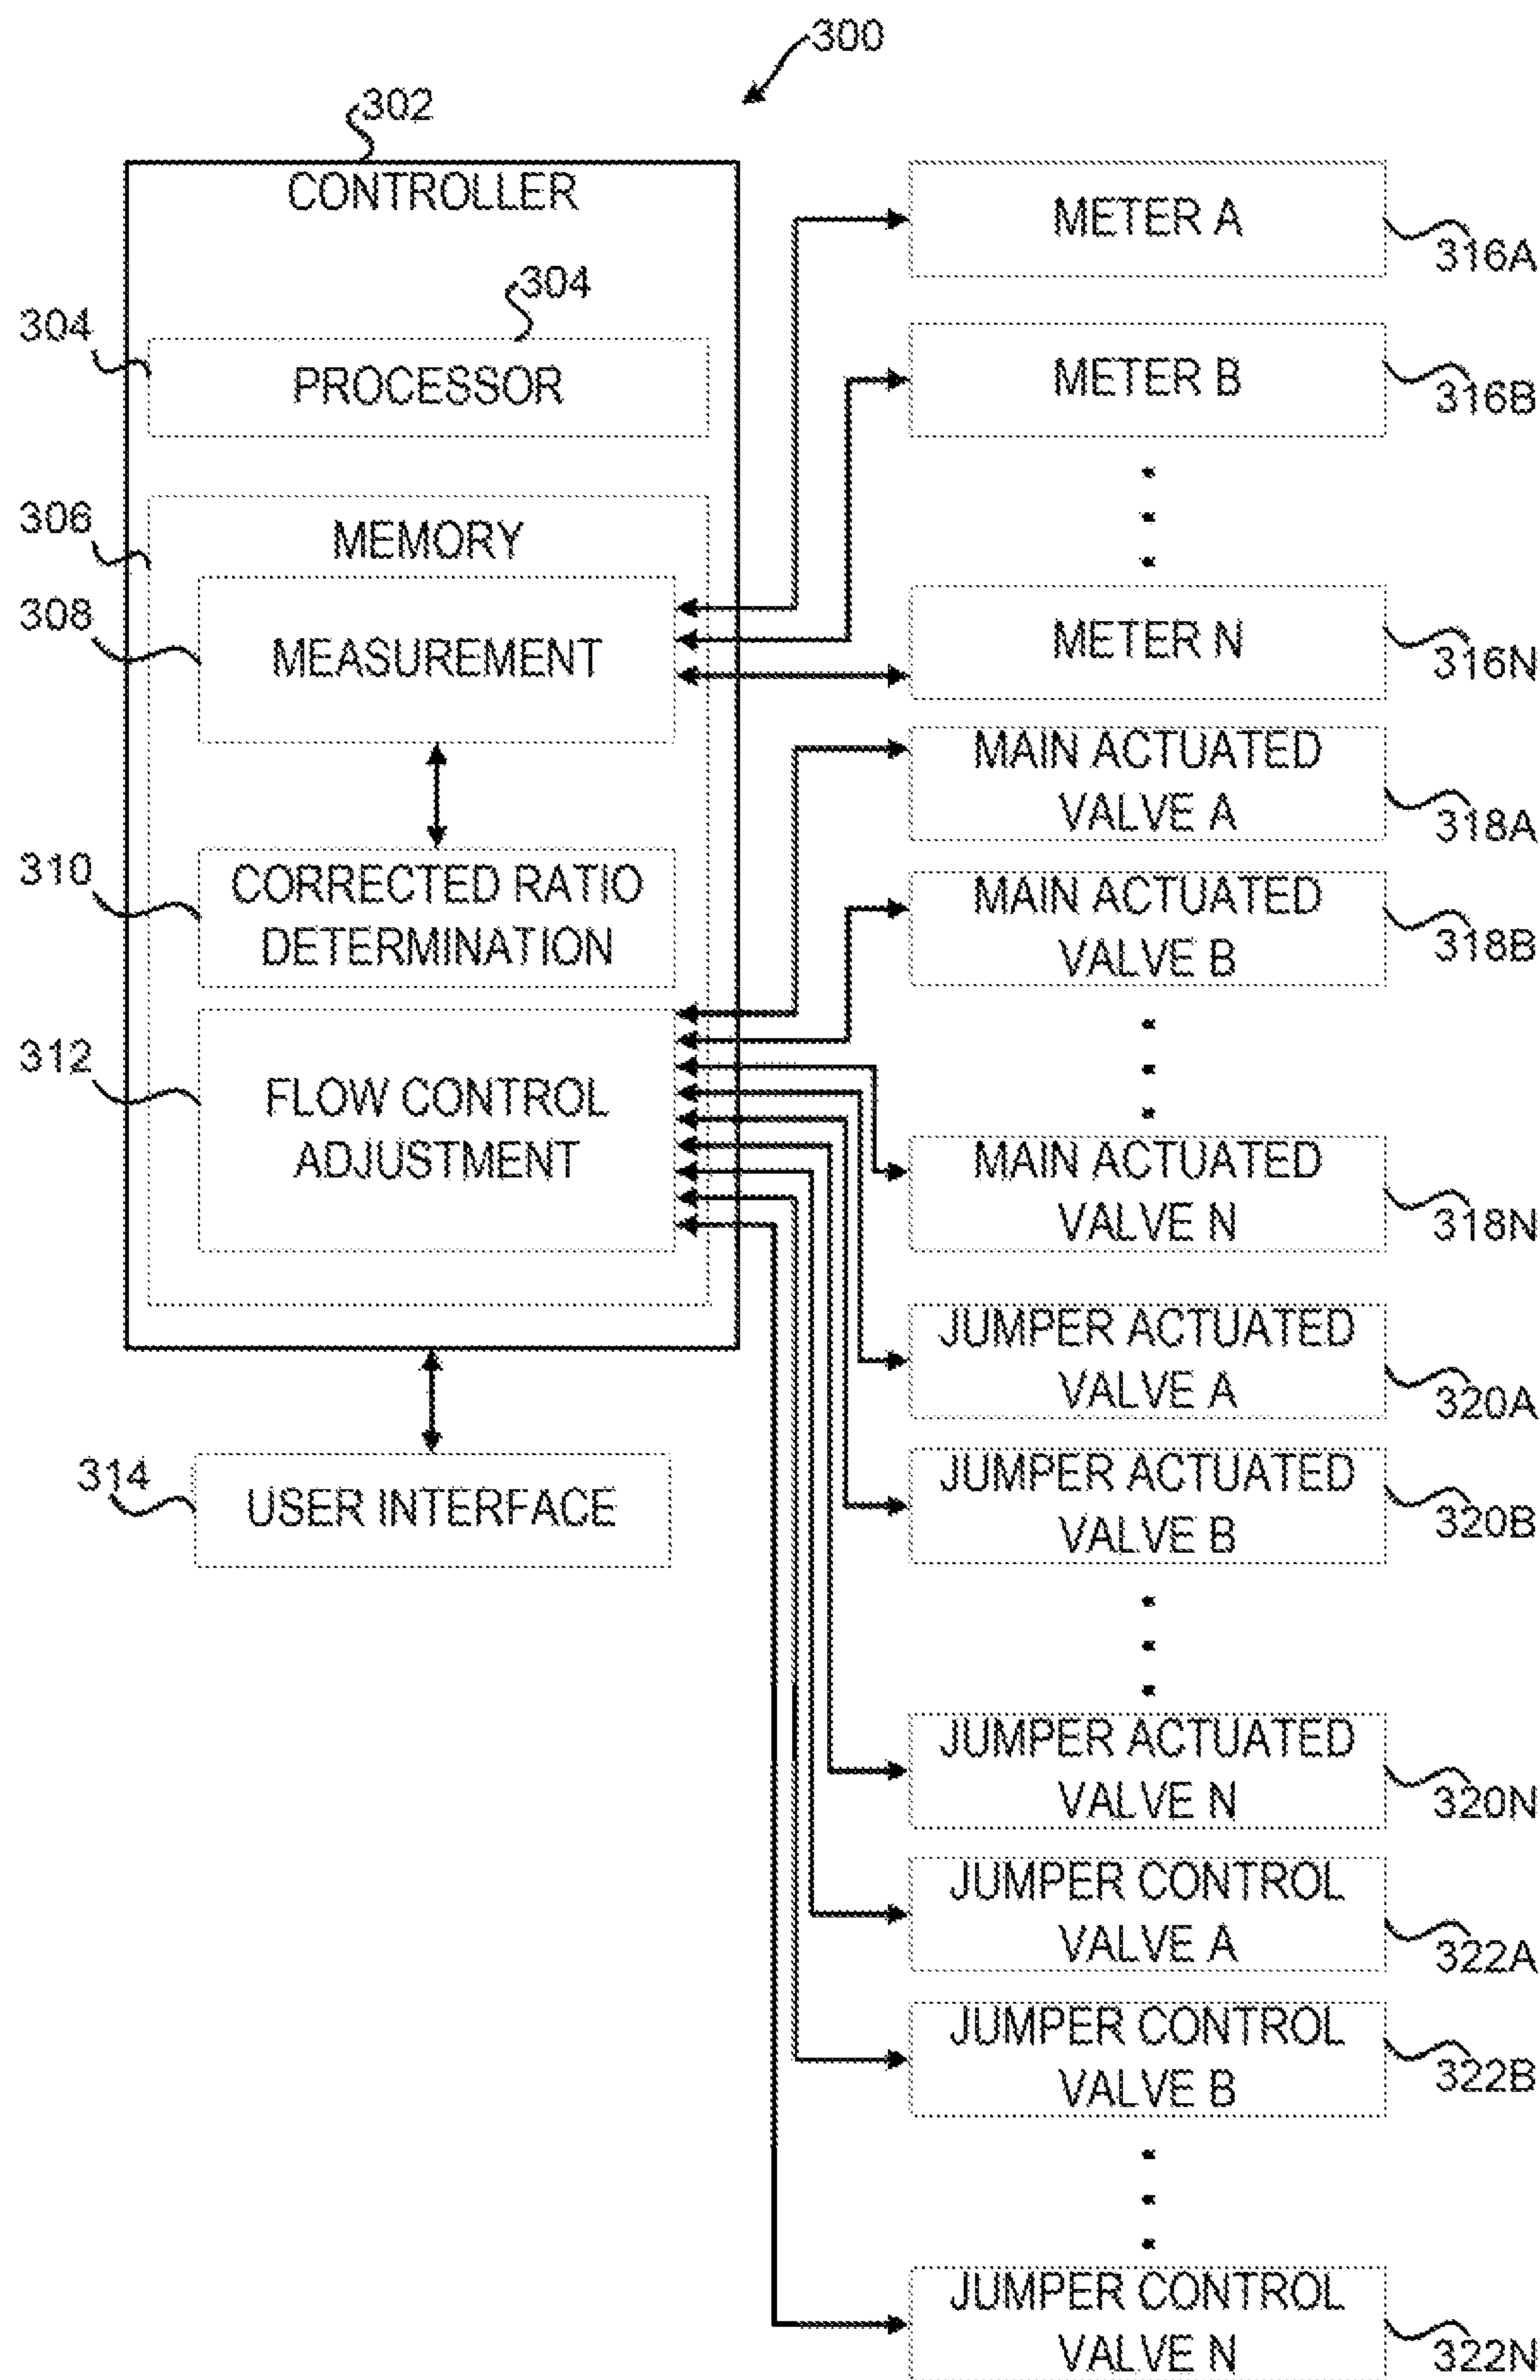 300
302
CONTROLLER
304
304
PROCESSOR
306
MEMORY
308
MEASUREMENT
310
CORRECTED RATIO
DETERMINATION
312
FLOW CONTROL
ADJUSTMENT
314
USER INTERFACE
METER A
316A
METER B
316B
METER N
316N
MAIN ACTUATED
VALVE A
318A
MAIN ACTUATED
VALVE B
318B
MAIN ACTUATED
VALVE N
318N
JUMPER ACTUATED
VALVE A
320A
JUMPER ACTUATED
VALVE B
320B
JUMPER ACTUATED
VALVE N
320N
JUMPER CONTROL
VALVE A
322A
JUMPER CONTROL
VALVE B
322B
JUMPER CONTROL
VALVE N
322N